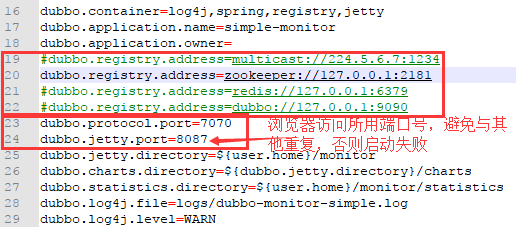 16 dubbo.container=log4j,spring,registry,jetty
17 dubbo.application.name=simple-monitor
18 dubbo.application.owner=
19 #dubbo.registry.address=multicast://224.5.6.7:1234
20 dubbo.registry.address=zookeeper://127.0.0.1:2181
21 #dubbo.registry.address=redis://127.0.0.1:6379
22 #dubbo.registry.address=dubbo://127.0.0.1:9090
23 dubbo.protocol.port=7070
24 dubbo.jetty.port=8087
浏览器访问所用端口号，避免与其
他重复，否则启动失败
25 dubbo.jetty.directory=${user.home}/monitor
26 dubbo.charts.directory=${dubbo.jetty.directory}/charts
27 dubbo.statistics.directory=${user.home}/monitor/statistics
28 dubbo.log4j.file=logs/dubbo-monitor-simple.log
29 dubbo.log4j.level=WARN